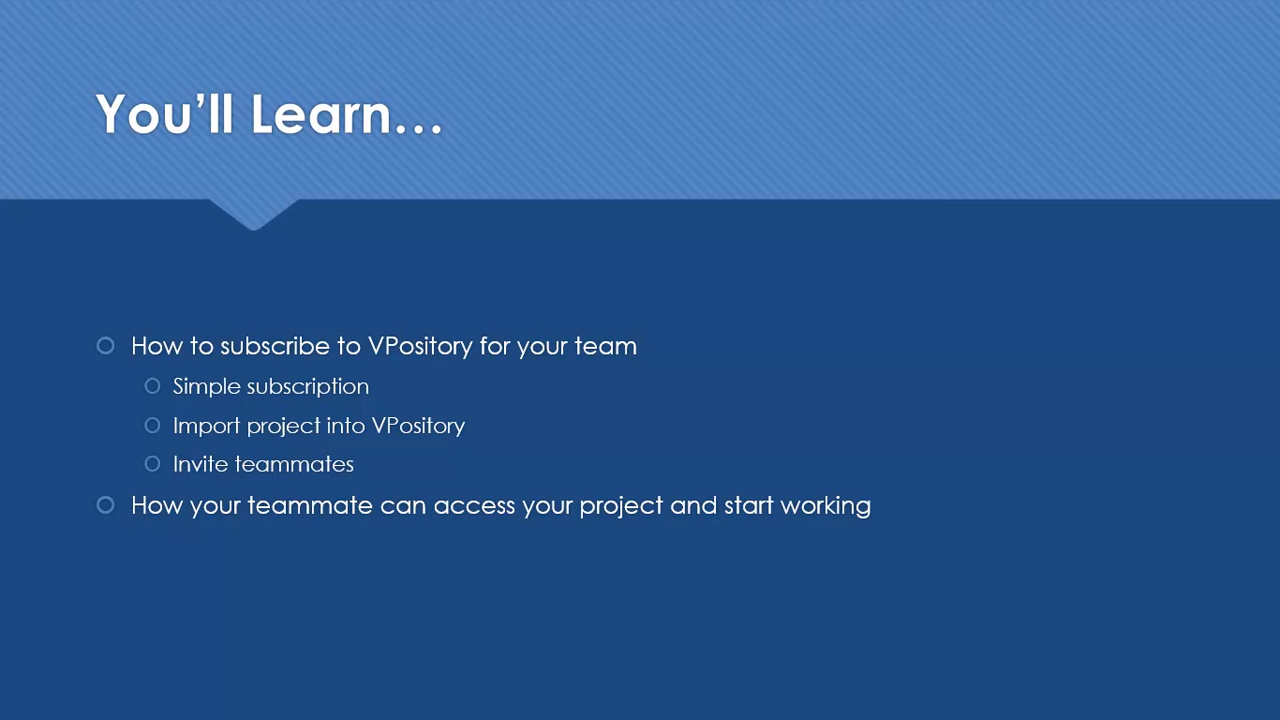 You’ll Learn…
How to subscribe to VPository for your team
Simple subscription
Import project into VPository
Invite teammates
How your teammate can access your project and start working